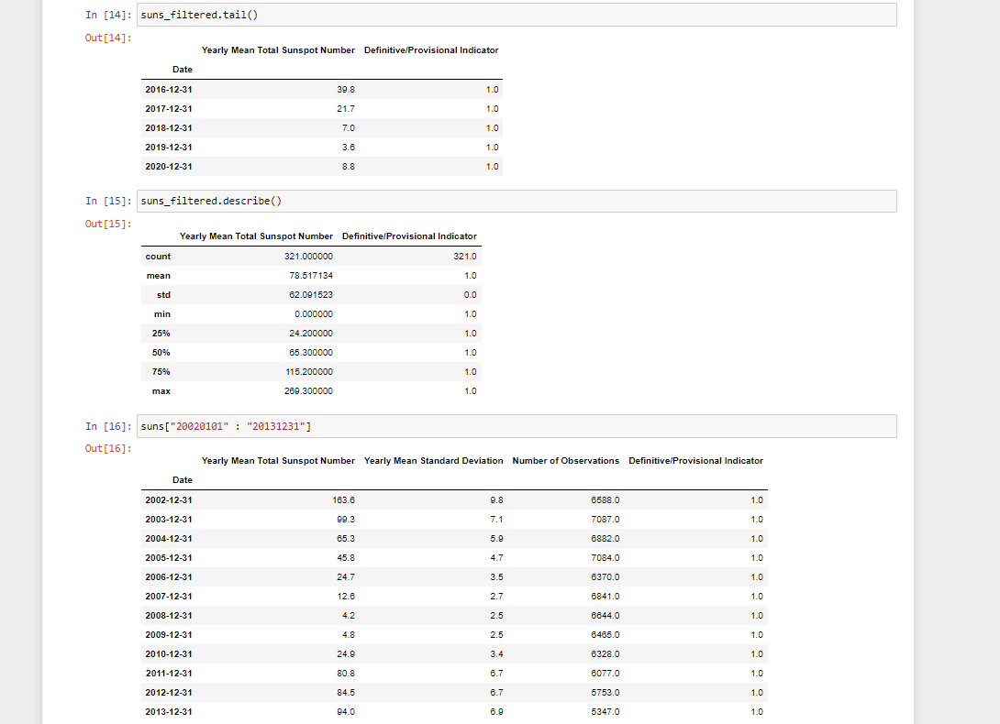 In [14]: suns_filtered.tail()
Out[14]:
Yearly Mean Total Sunspot Number Definitive/Provisional Indicator
Date
2016-12-31 39.8 1.0
2017-12-31 21.7 1.0
2018-12-31 7.0 1.0
2019-12-31 3.6 1.0
2020-12-31 8.8 1.0
In [15]: suns_filtered.describe()
Out[15]:
Yearly Mean Total Sunspot Number Definitive/Provisional Indicator
count 321.000000 321.0
mean 78.517134 1.0
std 62.091523 0.0
min 0.000000 1.0
25% 24.200000 1.0
50% 65.300000 1.0
75% 115.200000 1.0
max 269.300000 1.0
In [16]: suns["20020101" : "20131231"]
Out[16]:
Yearly Mean Total Sunspot Number Yearly Mean Standard Deviation Number of Observations Definitive/Provisional Indicator
Date
2002-12-31 163.6 9.8 6588.0 1.0
2003-12-31 99.3 7.1 7087.0 1.0
2004-12-31 65.3 5.9 6882.0 1.0
2005-12-31 45.8 4.7 7084.0 1.0
2006-12-31 24.7 3.5 6370.0 1.0
2007-12-31 12.6 2.7 6841.0 1.0
2008-12-31 4.2 2.5 6644.0 1.0
2009-12-31 4.8 2.5 6465.0 1.0
2010-12-31 24.9 3.4 6328.0 1.0
2011-12-31 80.8 6.7 6077.0 1.0
2012-12-31 84.5 6.7 5753.0 1.0
2013-12-31 94.0 6.9 5347.0 1.0